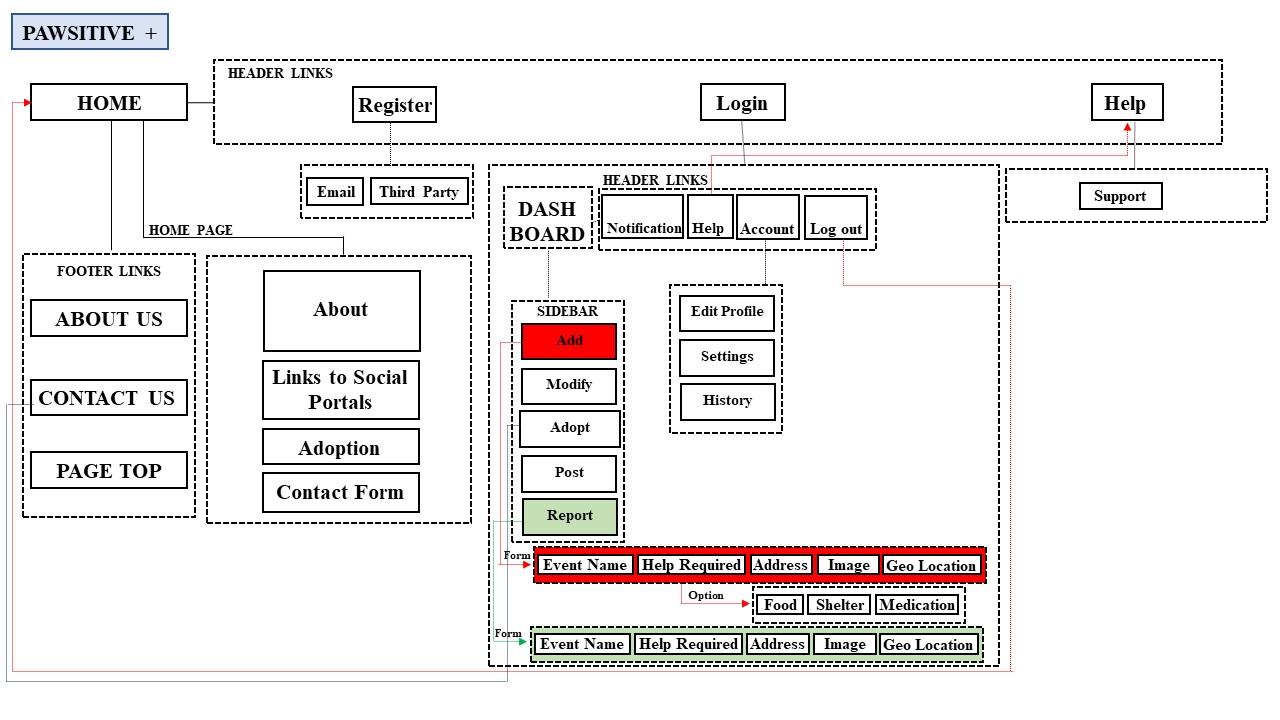 PAWSITIVE +
HEADER LINKS
HOME
Register
Login
Help
Email
Third Party
HEADER LINKS
DASH
BOARD
Notification
Help
Account
Log out
Support
HOME PAGE
FOOTER LINKS
ABOUT US
CONTACT US
PAGE TOP
About
Links to Social
Portals
Adoption
Contact Form
SIDEBAR
Add
Modify
Adopt
Post
Report
Edit Profile
Settings
History
Form
Event Name
Help Required
Address
Image
Geo Location
Option
Food
Shelter
Medication
Form
Event Name
Help Required
Address
Image
Geo Location